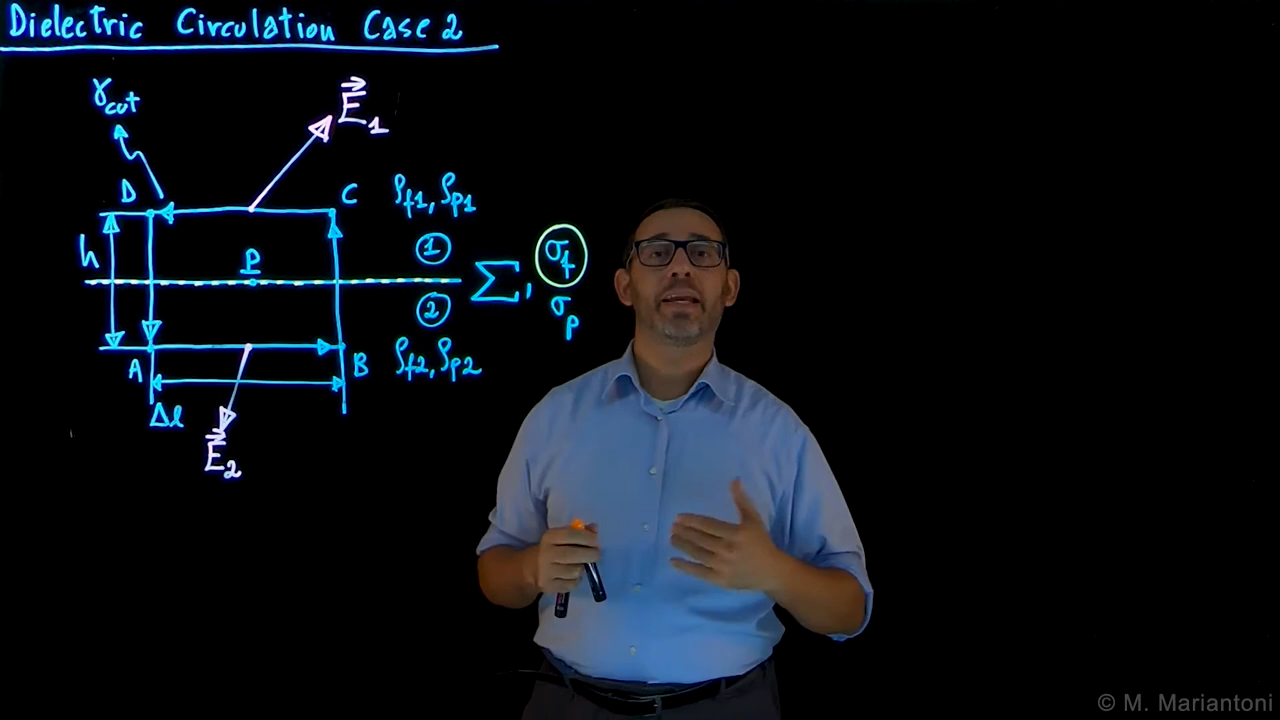 Dielectric Circulation Case 2
γcut
E⃗1
D
C
ρf1, ρp1
h
P
①
Σ, σf
②
σp
A
B
ρf2, ρp2
Δl
E⃗2
© M. Mariantoni